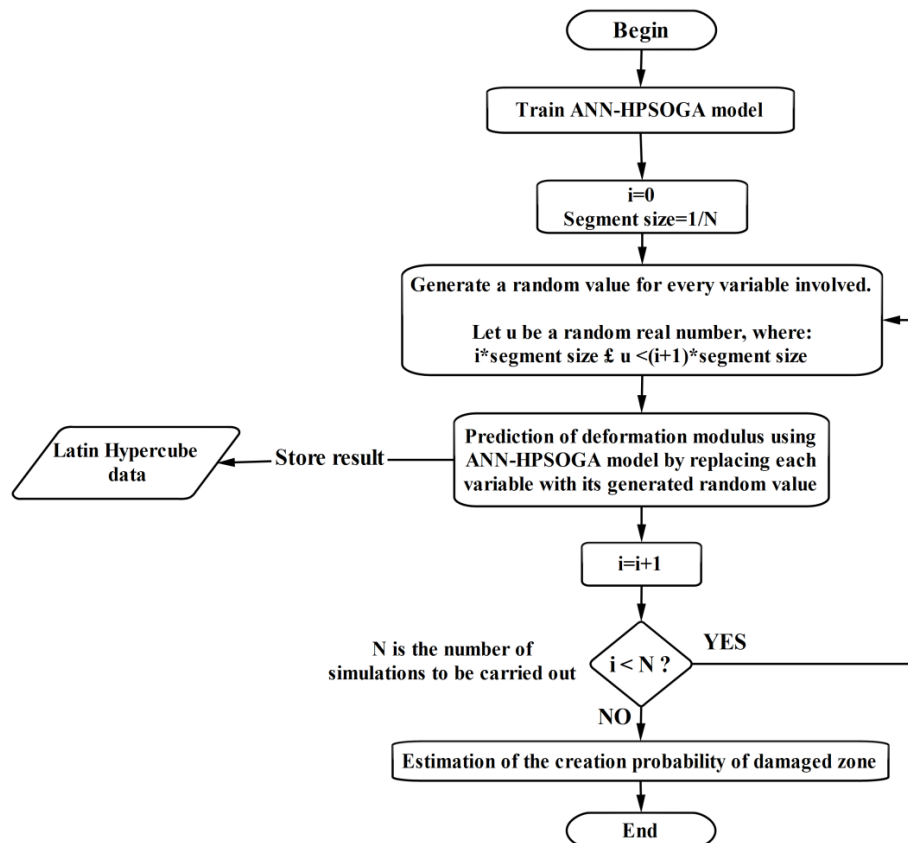 Begin
Train ANN-HPSOGA model
i=0
Segment size=1/N
Generate a random value for every variable involved.
Let u be a random real number, where:
i*segment size £ u <(i+1)*segment size
Prediction of deformation modulus using
ANN-HPSOGA model by replacing each
variable with its generated random value
Store result
Latin Hypercube
data
i=i+1
N is the number of
simulations to be carried out
i < N ?
YES
NO
Estimation of the creation probability of damaged zone
End